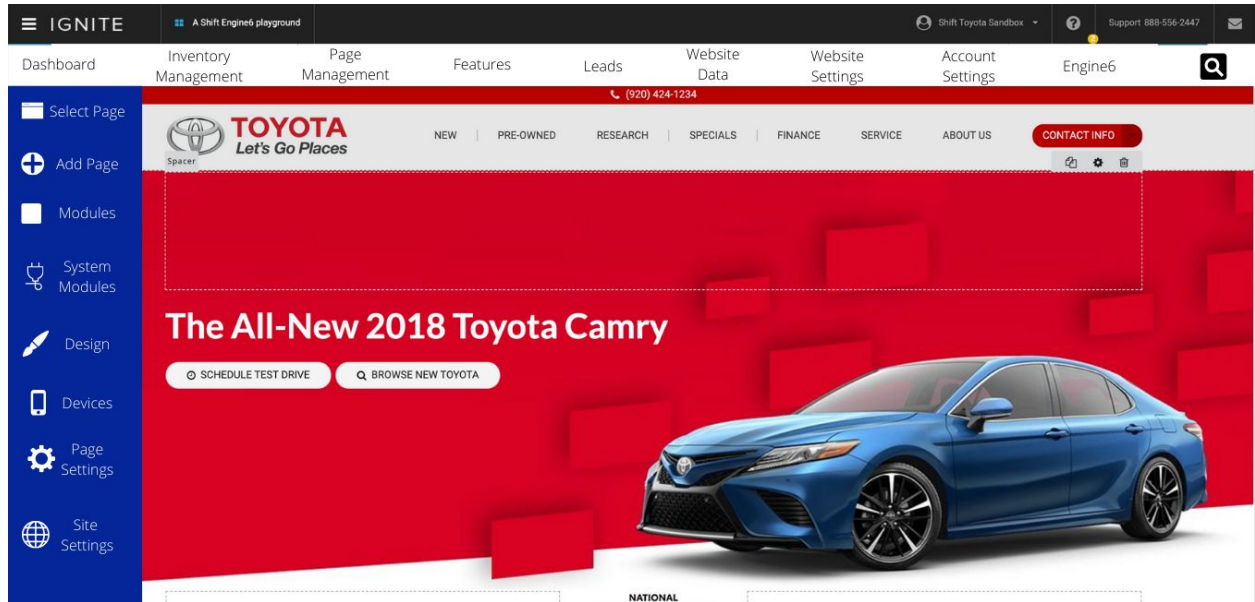 IGNITE
A Shift Engine6 playground
Shift Toyota Sandbox
Support 888-556-2447
Dashboard
Inventory
Management
Page
Management
Features
Leads
Website
Data
Website
Settings
Account
Settings
Engine6
Select Page
Add Page
Modules
System
Modules
Design
Devices
Page
Settings
Site
Settings
(920) 424-1234
TOYOTA
Let's Go Places
NEW
PRE-OWNED
RESEARCH
SPECIALS
FINANCE
SERVICE
ABOUT US
CONTACT INFO
Spacer
The All-New 2018 Toyota Camry
SCHEDULE TEST DRIVE
BROWSE NEW TOYOTA
NATIONAL